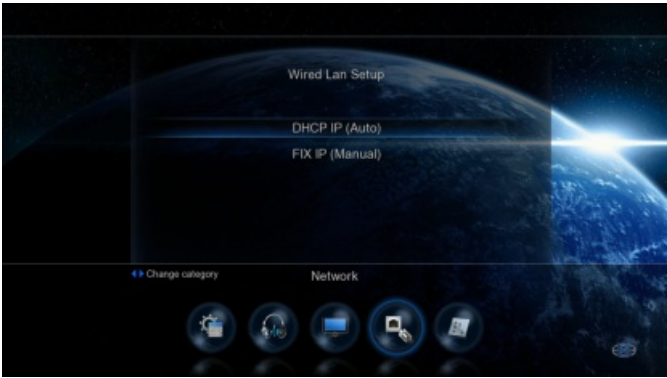 Wired Lan Setup
DHCP IP (Auto)
FIX IP (Manual)
Change category
Network